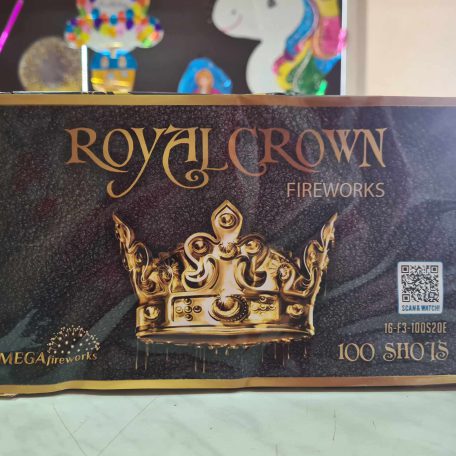 ROYAL CROWN
FIREWORKS
SCAN & WATCH!
16-F3-100S20E
100 SHOTS
MEGA fireworks